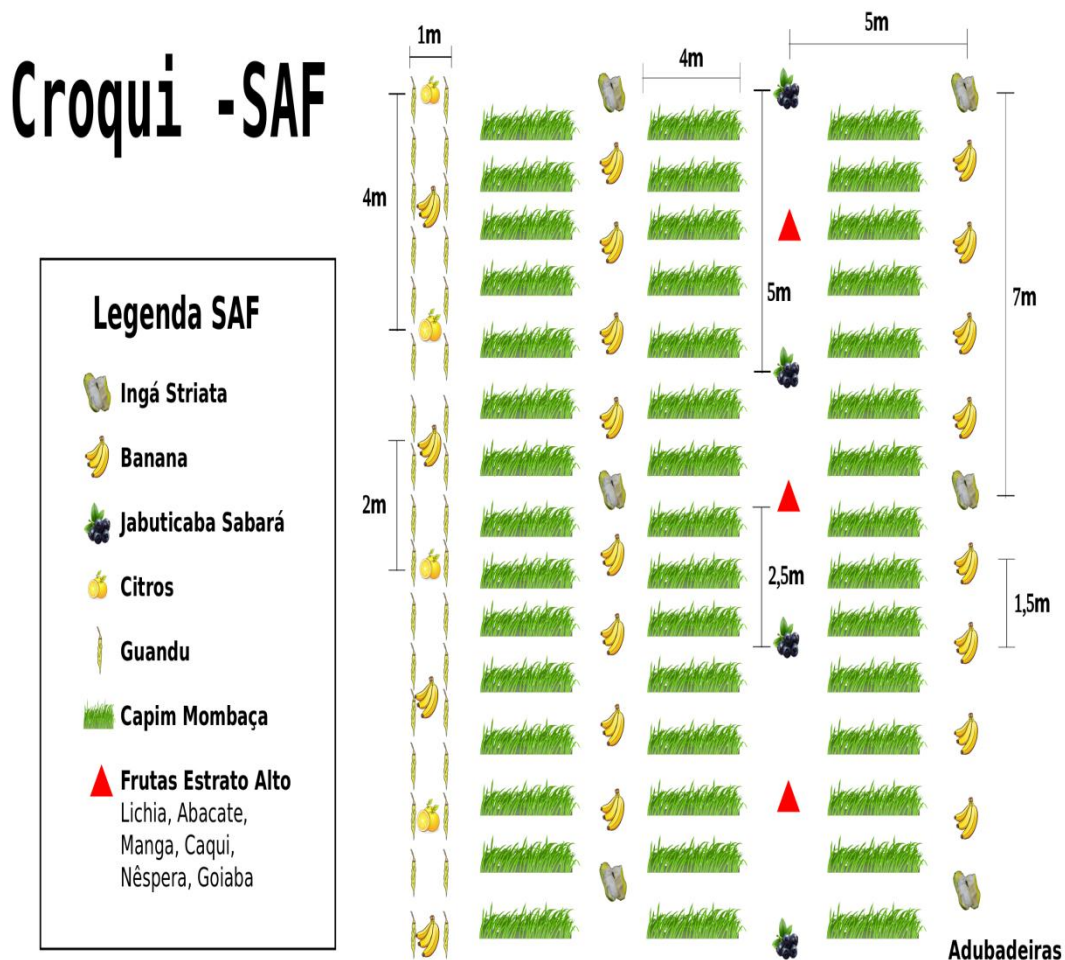 Croqui -SAF
1m
4m
5m
4m
5m
7m
2m
2,5m
1,5m
Legenda SAF
Ingá Striata
Banana
Jabuticaba Sabará
Citros
Guandu
Capim Mombaça
Frutas Estrato Alto
Lichia, Abacate,
Manga, Caqui,
Nêspera, Goiaba
Adubadeiras